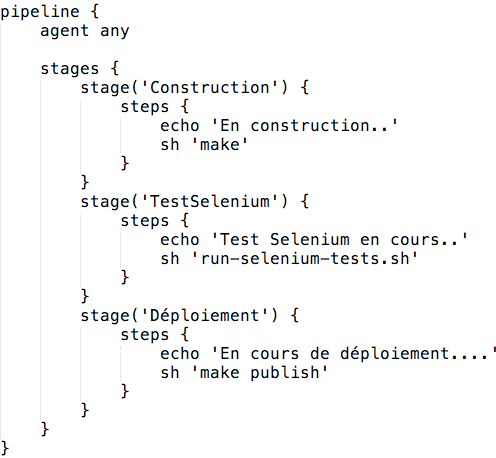 pipeline {
    agent any

    stages {
        stage('Construction') {
            steps {
                echo 'En construction..'
                sh 'make'
            }
        }
        stage('TestSelenium') {
            steps {
                echo 'Test Selenium en cours..'
                sh 'run-selenium-tests.sh'
            }
        }
        stage('Déploiement') {
            steps {
                echo 'En cours de déploiement....'
                sh 'make publish'
            }
        }
    }
}